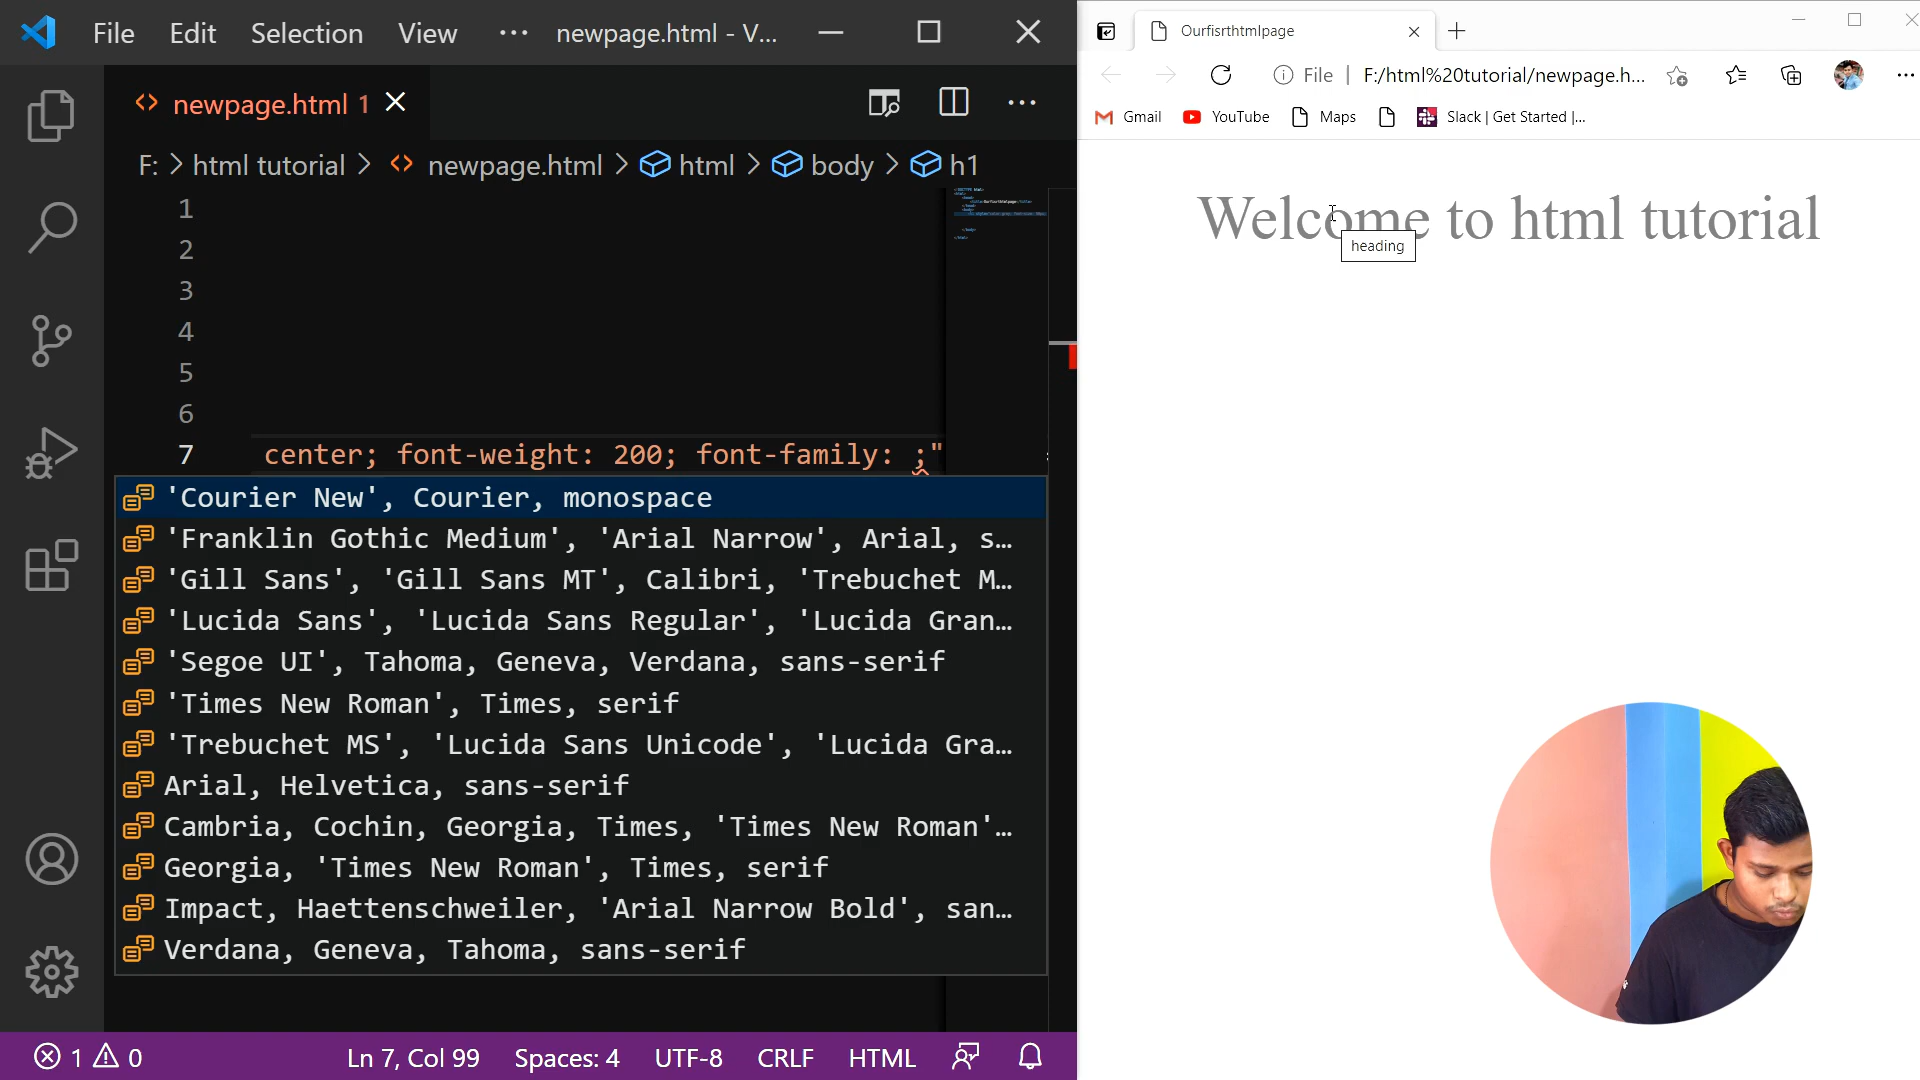 File Edit Selection View ··· newpage.html - V...
newpage.html 1
F: > html tutorial > newpage.html > html > body > h1
1
2
3
4
5
6
7 center; font-weight: 200; font-family: ;"
'Courier New', Courier, monospace
'Franklin Gothic Medium', 'Arial Narrow', Arial, s…
'Gill Sans', 'Gill Sans MT', Calibri, 'Trebuchet M…
'Lucida Sans', 'Lucida Sans Regular', 'Lucida Gran…
'Segoe UI', Tahoma, Geneva, Verdana, sans-serif
'Times New Roman', Times, serif
'Trebuchet MS', 'Lucida Sans Unicode', 'Lucida Gra…
Arial, Helvetica, sans-serif
Cambria, Cochin, Georgia, Times, 'Times New Roman'…
Georgia, 'Times New Roman', Times, serif
Impact, Haettenschweiler, 'Arial Narrow Bold', san…
Verdana, Geneva, Tahoma, sans-serif
1 0 Ln 7, Col 99 Spaces: 4 UTF-8 CRLF HTML
Ourfisrthtmlpage
File | F:/html%20tutorial/newpage.h...
Gmail YouTube Maps Slack | Get Started |...
Welcome to html tutorial
heading